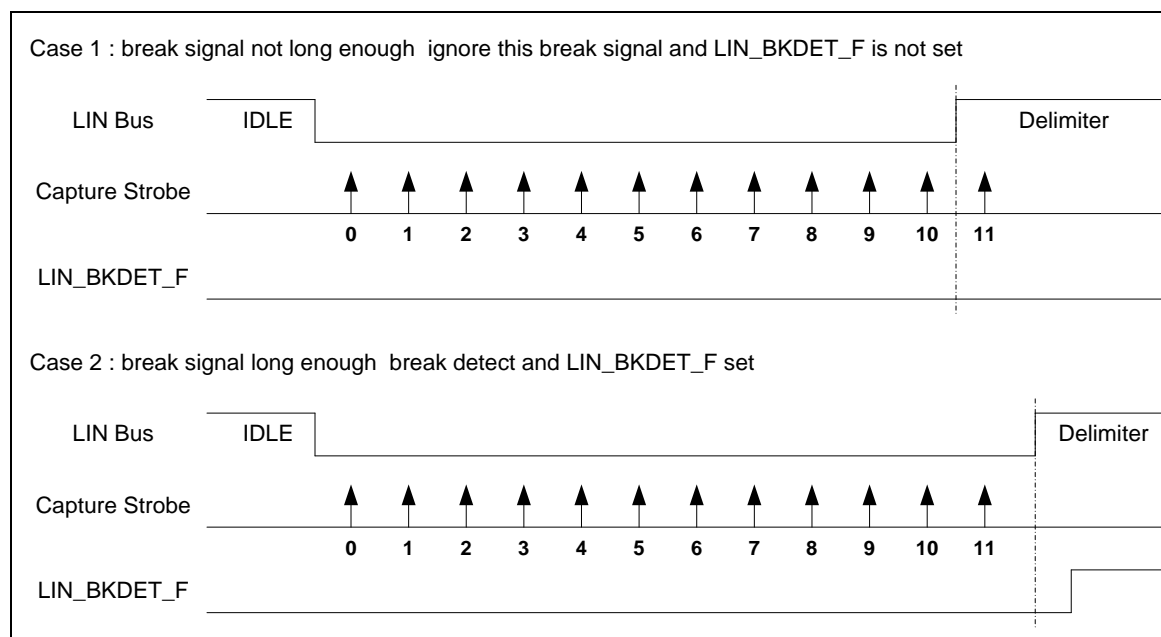 Case 1 : break signal not long enough ignore this break signal and LIN_BKDET_F is not set
LIN Bus IDLE Delimiter
Capture Strobe
0 1 2 3 4 5 6 7 8 9 10 11
LIN_BKDET_F
Case 2 : break signal long enough break detect and LIN_BKDET_F set
LIN Bus IDLE Delimiter
Capture Strobe
0 1 2 3 4 5 6 7 8 9 10 11
LIN_BKDET_F